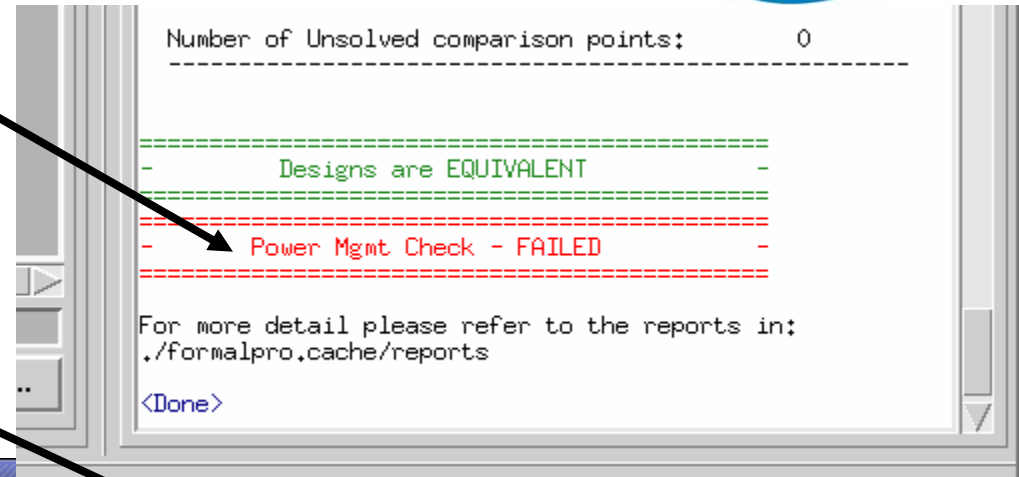 Number of Unsolved comparison points: 0
-----------------------------------------------------
=============================================
- Designs are EQUIVALENT -
=============================================
=============================================
- Power Mgmt Check - FAILED -
=============================================
For more detail please refer to the reports in:
./formalpro.cache/reports
<Done>
..